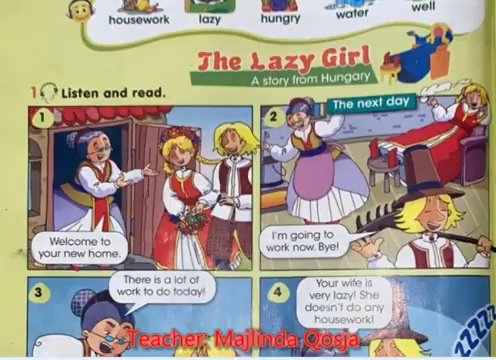 housework
lazy
hungry
water
well
The Lazy Girl
A story from Hungary
1 Listen and read.
1
Welcome to
your new home.
2
The next day
I'm going to
work now. Bye!
3
There is a lot of
work to do today!
4
Your wife is
very lazy! She
doesn't do any
housework!
ZZZZZ
Teacher: Majlinda Qosja